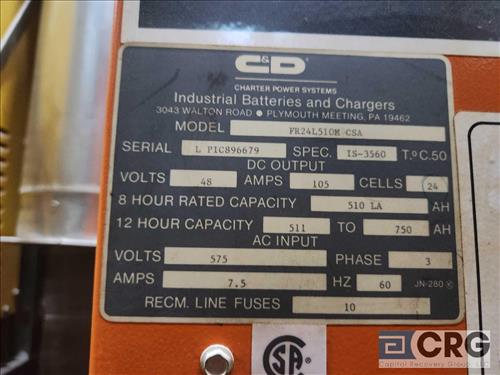 C&D
CHARTER POWER SYSTEMS
Industrial Batteries and Chargers
3043 WALTON ROAD • PLYMOUTH MEETING, PA 19462
MODEL FR24L510M CSA
SERIAL L PIC896679 SPEC. IS-3560 T.°C.50
DC OUTPUT
VOLTS 48 AMPS 105 CELLS 24
8 HOUR RATED CAPACITY 510 LA AH
12 HOUR CAPACITY 511 TO 750 AH
AC INPUT
VOLTS 575 PHASE 3
AMPS 7.5 HZ 60 JN-280
RECM. LINE FUSES 10
CSA
CRG
Capital Recovery Group, LLC